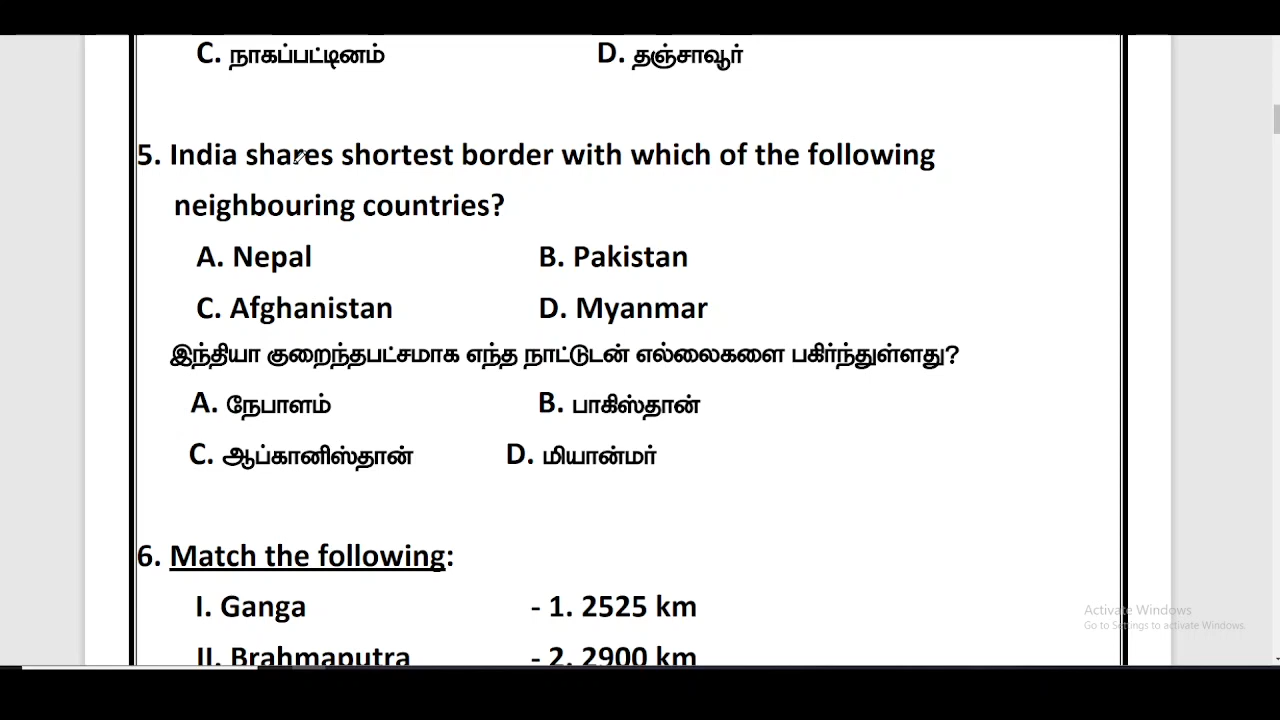 C. நாகப்பட்டினம் D. தஞ்சாவூர்
5. India shares shortest border with which of the following
neighbouring countries?
A. Nepal B. Pakistan
C. Afghanistan D. Myanmar
இந்தியா குறைந்தபட்சமாக எந்த நாட்டுடன் எல்லைகளை பகிர்ந்துள்ளது?
A. நேபாளம் B. பாகிஸ்தான்
C. ஆப்கானிஸ்தான் D. மியான்மர்
6. Match the following:
I. Ganga - 1. 2525 km
II. Brahmaputra - 2. 2900 km
Activate Windows
Go to Settings to activate Windows.